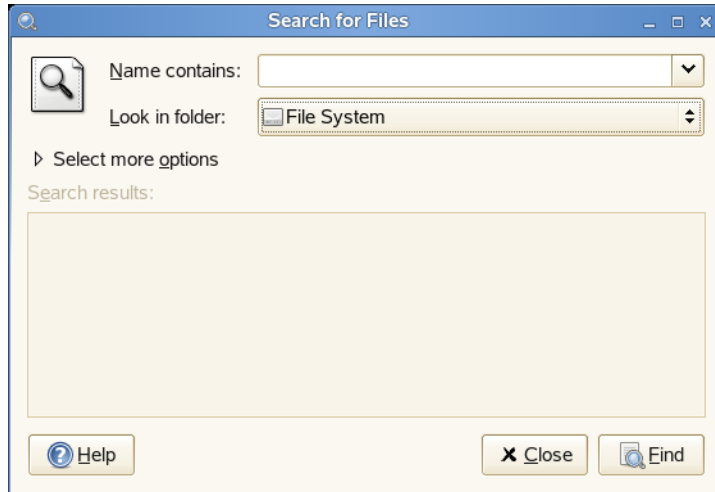 Search for Files
Name contains:
Look in folder: File System
Select more options
Search results:
Help Close Find